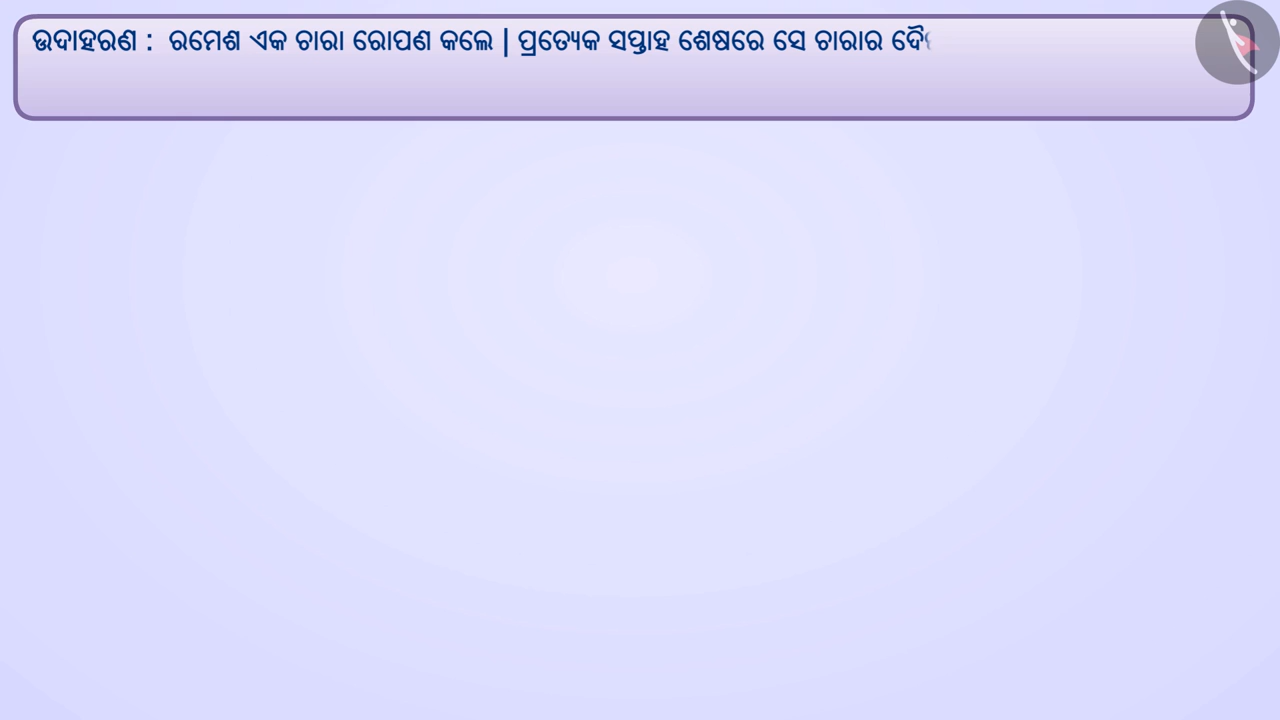 ଉଦାହରଣ : ରମେଶ ଏକ ଚାରା ରୋପଣ କଲେ | ପ୍ରତ୍ୟେକ ସପ୍ତାହ ଶେଷରେ ସେ ଚାରାର